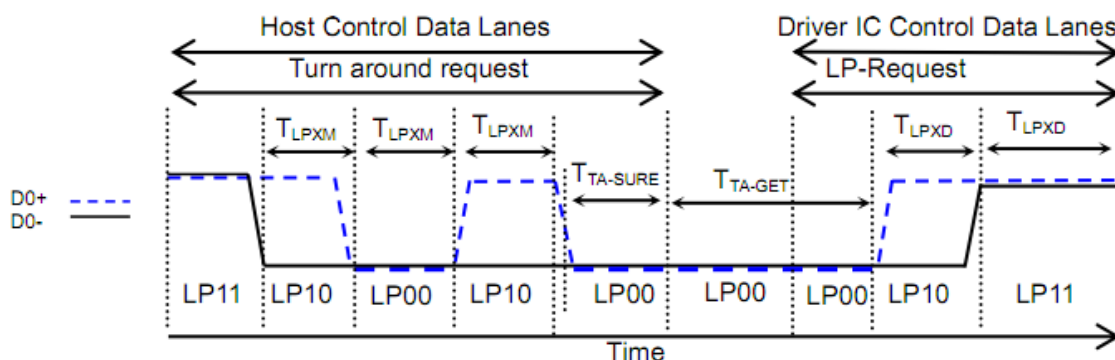 Host Control Data Lanes
Driver IC Control Data Lanes
Turn around request
LP-Request
TLPXM TLPXM TLPXM TLPXD TLPXD
TTA-SURE TTA-GET
D0+
D0-
LP11 LP10 LP00 LP10 LP00 LP00 LP00 LP10 LP11
Time